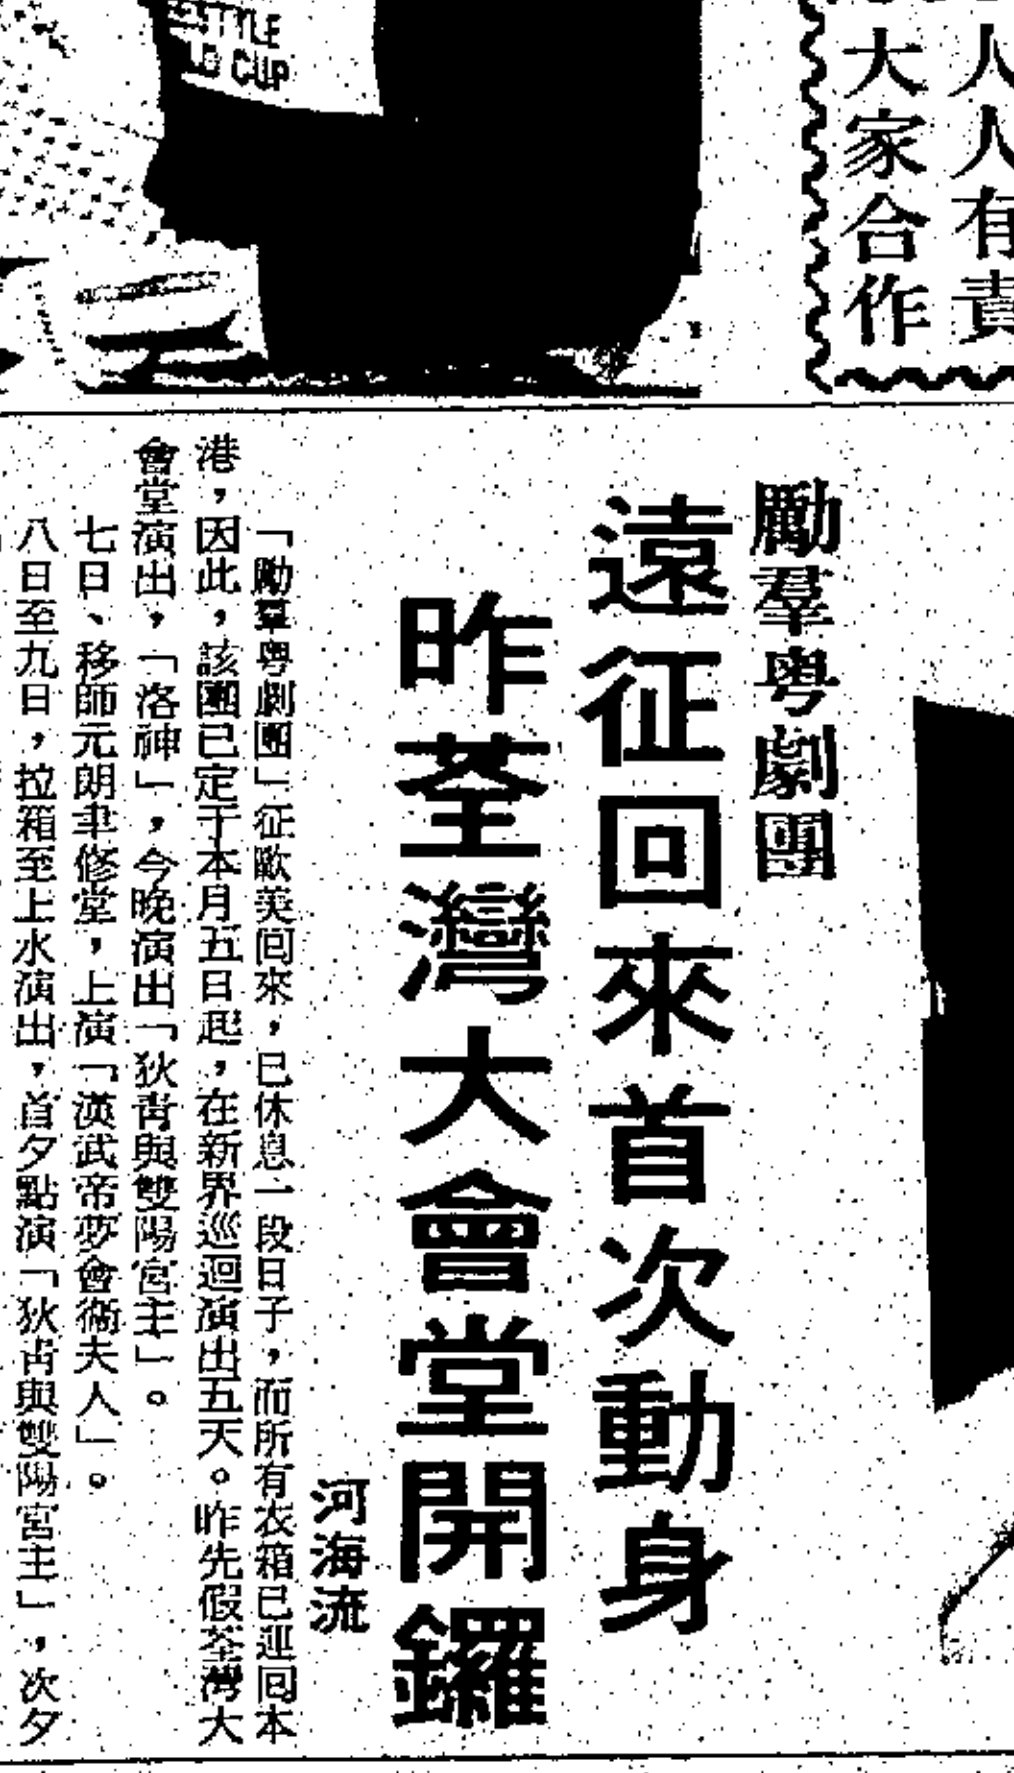 人人有責
大家合作
STYLE
LD CUP
勵羣粤劇團
遠征回來首次動身
昨荃灣大會堂開鑼
河海流
「勵羣粤劇團」征歐美囘來，已休息一段日子，而所有衣箱已運囘本
港，因此，該團已定于本月五日起，在新界巡迴演出五天。昨先假荃灣大
會堂演出，「洛神」，今晚演出「狄青與雙陽宮主」。
七日、移師元朗聿修堂，上演「漢武帝夢會衞夫人」。
八日至九日，拉箱至上水演出，首夕點演「狄青與雙陽宮主」，次夕